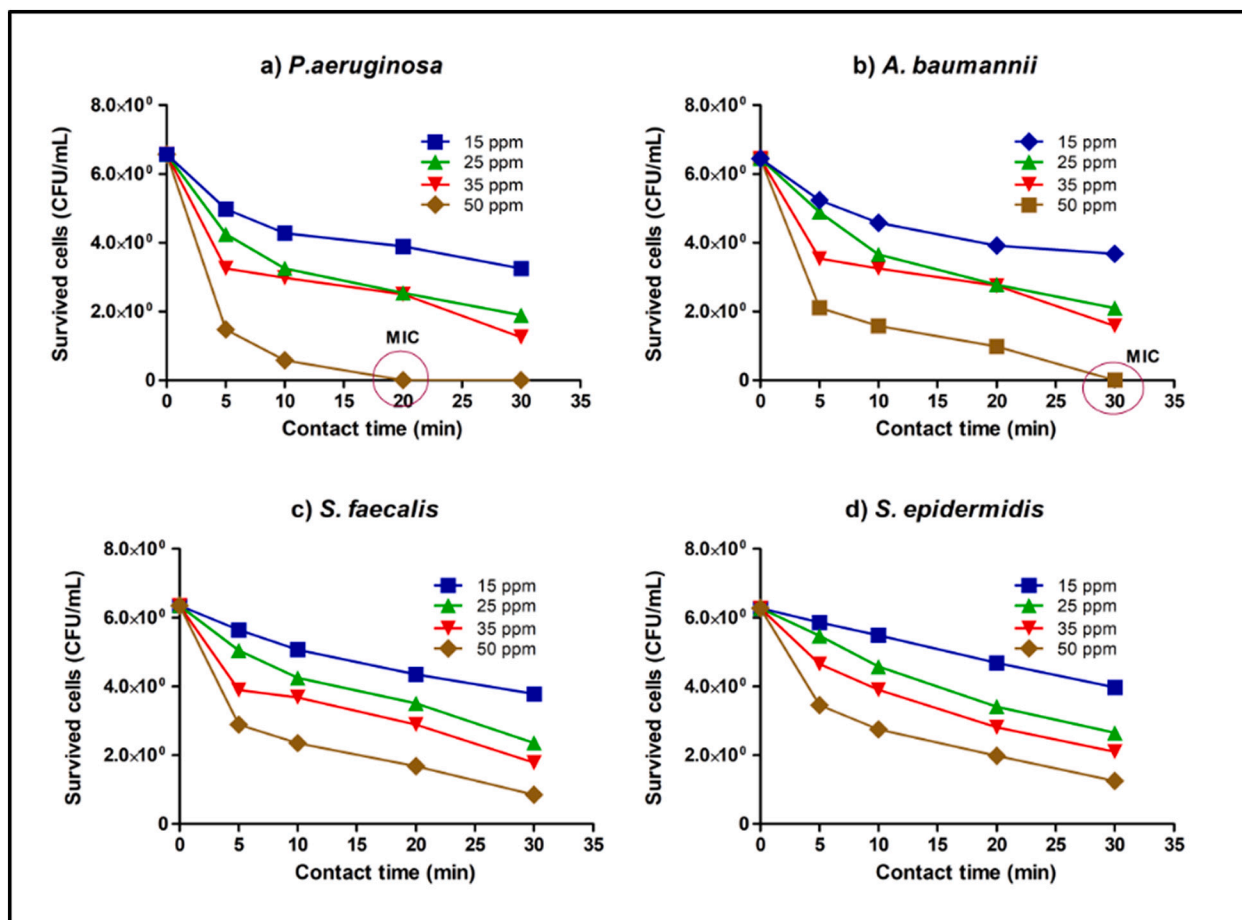 a) P.aeruginosa
8.0×10⁰
6.0×10⁰
4.0×10⁰
2.0×10⁰
0
Survived cells (CFU/mL)
15 ppm
25 ppm
35 ppm
50 ppm
MIC
0 5 10 15 20 25 30 35
Contact time (min)
b) A. baumannii
8.0×10⁰
6.0×10⁰
4.0×10⁰
2.0×10⁰
0
Survived cells (CFU/mL)
15 ppm
25 ppm
35 ppm
50 ppm
MIC
0 5 10 15 20 25 30 35
Contact time (min)
c) S. faecalis
8.0×10⁰
6.0×10⁰
4.0×10⁰
2.0×10⁰
0
Survived cells (CFU/mL)
15 ppm
25 ppm
35 ppm
50 ppm
0 5 10 15 20 25 30 35
Contact time (min)
d) S. epidermidis
8.0×10⁰
6.0×10⁰
4.0×10⁰
2.0×10⁰
0
Survived cells (CFU/mL)
15 ppm
25 ppm
35 ppm
50 ppm
0 5 10 15 20 25 30 35
Contact time (min)